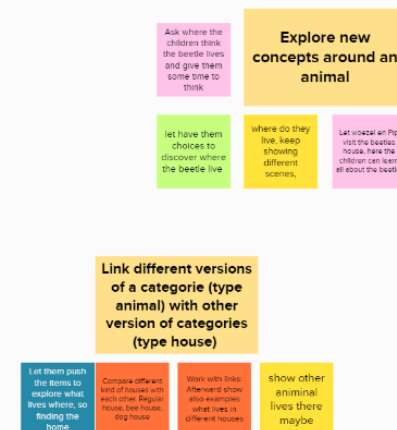 Ask where the
children think
the beetle lives
and give them
some time to
think
Explore new
concepts around an
animal
let have them
choices to
discover where
the beetle live
where do they
live, keep
showing
different
scenes,
Let woezel en Pip
visit the beetles
house, here the
children can learn
all about the beetl
Link different versions
of a categorie (type
animal) with other
version of categories
(type house)
Let them push
the items to
explore what
lives where, so
finding the
home
Compare different
kind of houses with
each other. Regular
house, bee house,
dog house
Work with links:
Afterward show
also examples
what lives in
different houses
show other
animinal
lives there
maybe